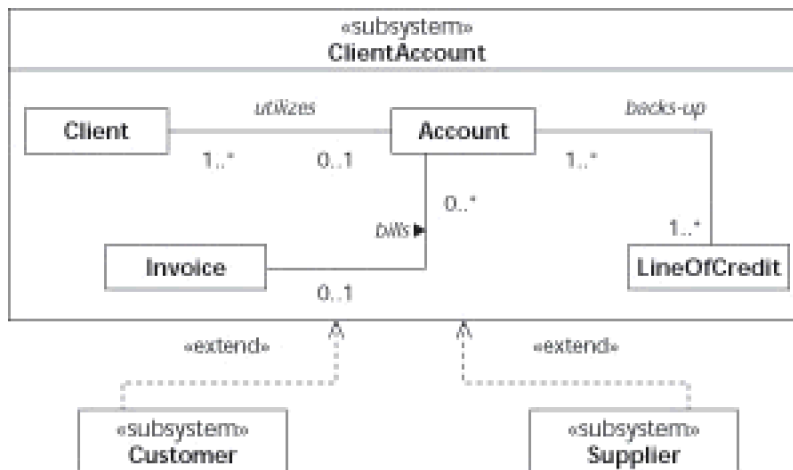 «subsystem»
ClientAccount
utilizes
backs-up
Client
Account
1..*
0..1
1..*
0..*
bills
1..*
Invoice
LineOfCredit
0..1
«extend»
«extend»
«subsystem»
Customer
«subsystem»
Supplier